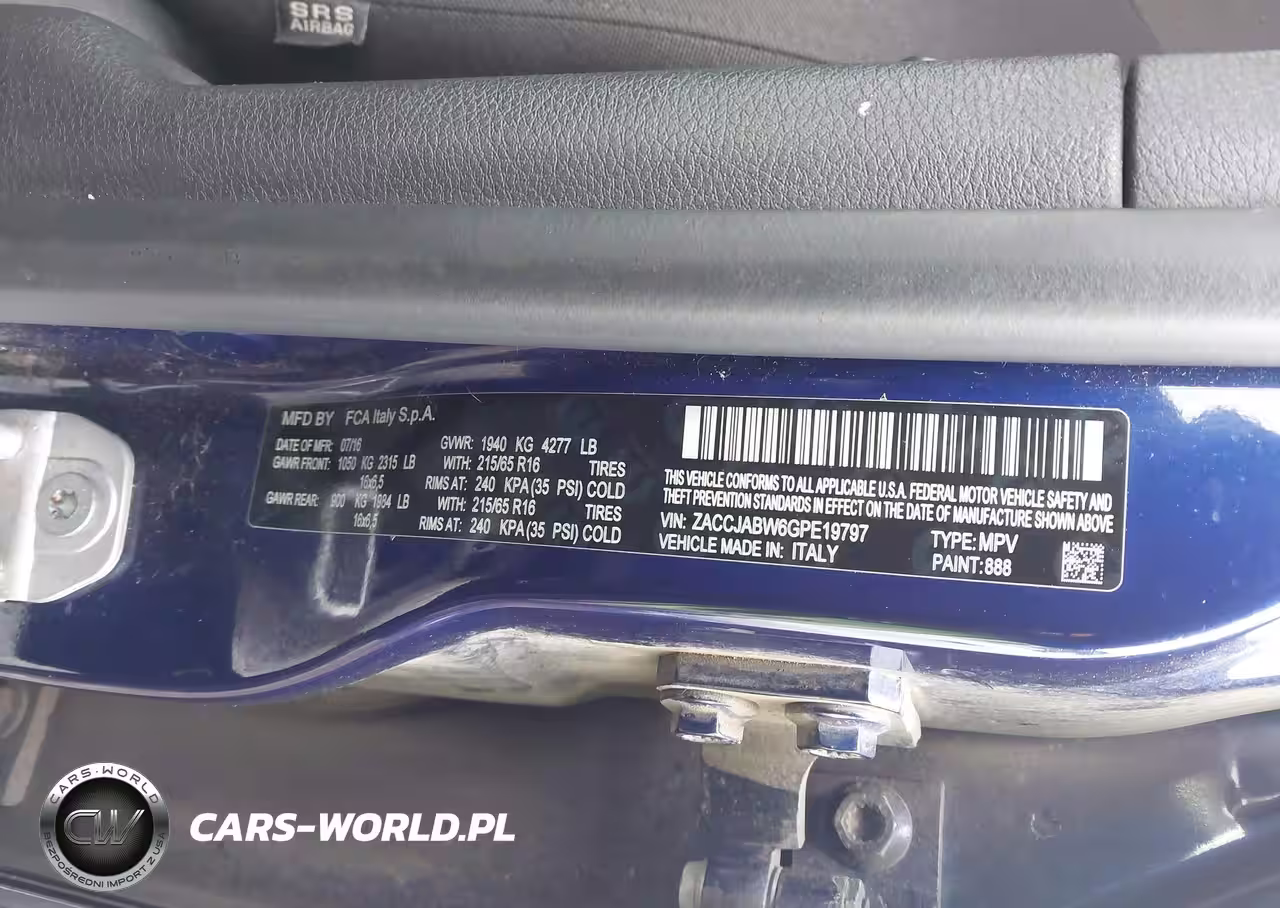 SRS
AIRBAG
MFD BY FCA Italy S.p.A.
DATE OF MFR: 07/16 GVWR: 1940 KG 4277 LB
GAWR FRONT: 1050 KG 2315 LB WITH: 215/65 R16 TIRES
16x6,5 RIMS AT: 240 KPA (35 PSI) COLD
GAWR REAR: 900 KG 1984 LB WITH: 215/65 R16 TIRES
16x6,5 RIMS AT: 240 KPA (35 PSI) COLD
THIS VEHICLE CONFORMS TO ALL APPLICABLE U.S.A. FEDERAL MOTOR VEHICLE SAFETY AND
THEFT PREVENTION STANDARDS IN EFFECT ON THE DATE OF MANUFACTURE SHOWN ABOVE
VIN: ZACCJABW6GPE19797 TYPE: MPV
VEHICLE MADE IN: ITALY PAINT: 888
CARS-WORLD
CW
BEZPOŚREDNI IMPORT Z USA
CARS-WORLD.PL